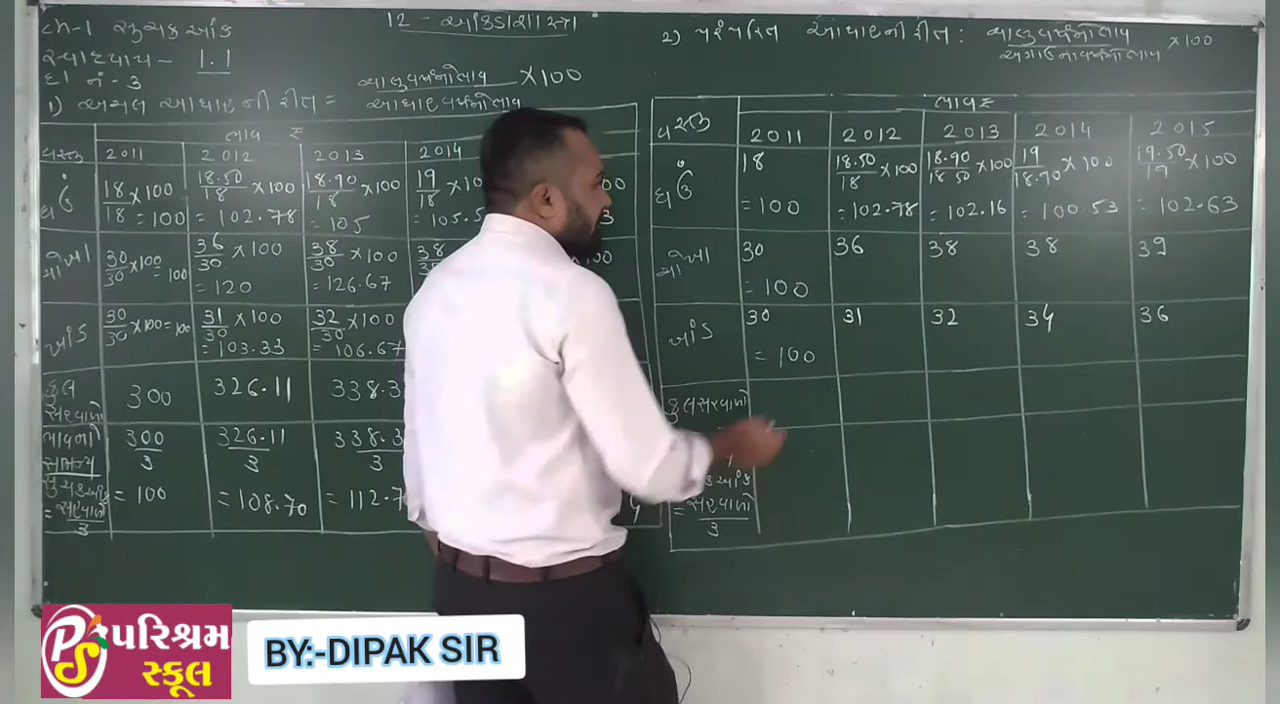 Ch-1 સૂચક આંક
12 - આંકડાશાસ્ત્ર
સ્વાધ્યાય - 1.1
દા નં - 3
1) અચલ આધારની રીત = ચાલુ વર્ષનો ભાવ / આધાર વર્ષનો ભાવ × 100
ભાવ ₹
વસ્તુ 2011 2012 2013 2014
ઘઉં 18/18 × 100 = 100 18.50/18 × 100 = 102.78 18.90/18 × 100 = 105 19/18 × 10 = 105.5
ચોખા 30/30 × 100 = 100 36/30 × 100 = 120 38/30 × 100 = 126.67
ખાંડ 30/30 × 100 = 100 31/30 × 100 = 103.33 32/30 × 100 = 106.67
કુલ સરવાળો 300 326.11 338.3
ભાવનો સામાન્ય સૂચકઆંક = સરવાળો / 3 300/3 = 100 326.11/3 = 108.70 338.3/3 = 112.7
2) પરંપરિત આધારની રીત : ચાલુ વર્ષનો ભાવ / અગાઉના વર્ષનો ભાવ × 100
ભાવ ₹
વસ્તુ 2011 2012 2013 2014 2015
ઘઉં 18 = 100 18.50/18 × 100 = 102.78 18.90/18.50 × 100 = 102.16 19/18.90 × 100 = 100.53 19.50/19 × 100 = 102.63
ચોખા 30 = 100 36 38 38 39
ખાંડ 30 = 100 31 32 34 36
કુલ સરવાળો
= સરવાળો / 3
PS પરિશ્રમ
સ્કૂલ
BY:-DIPAK SIR